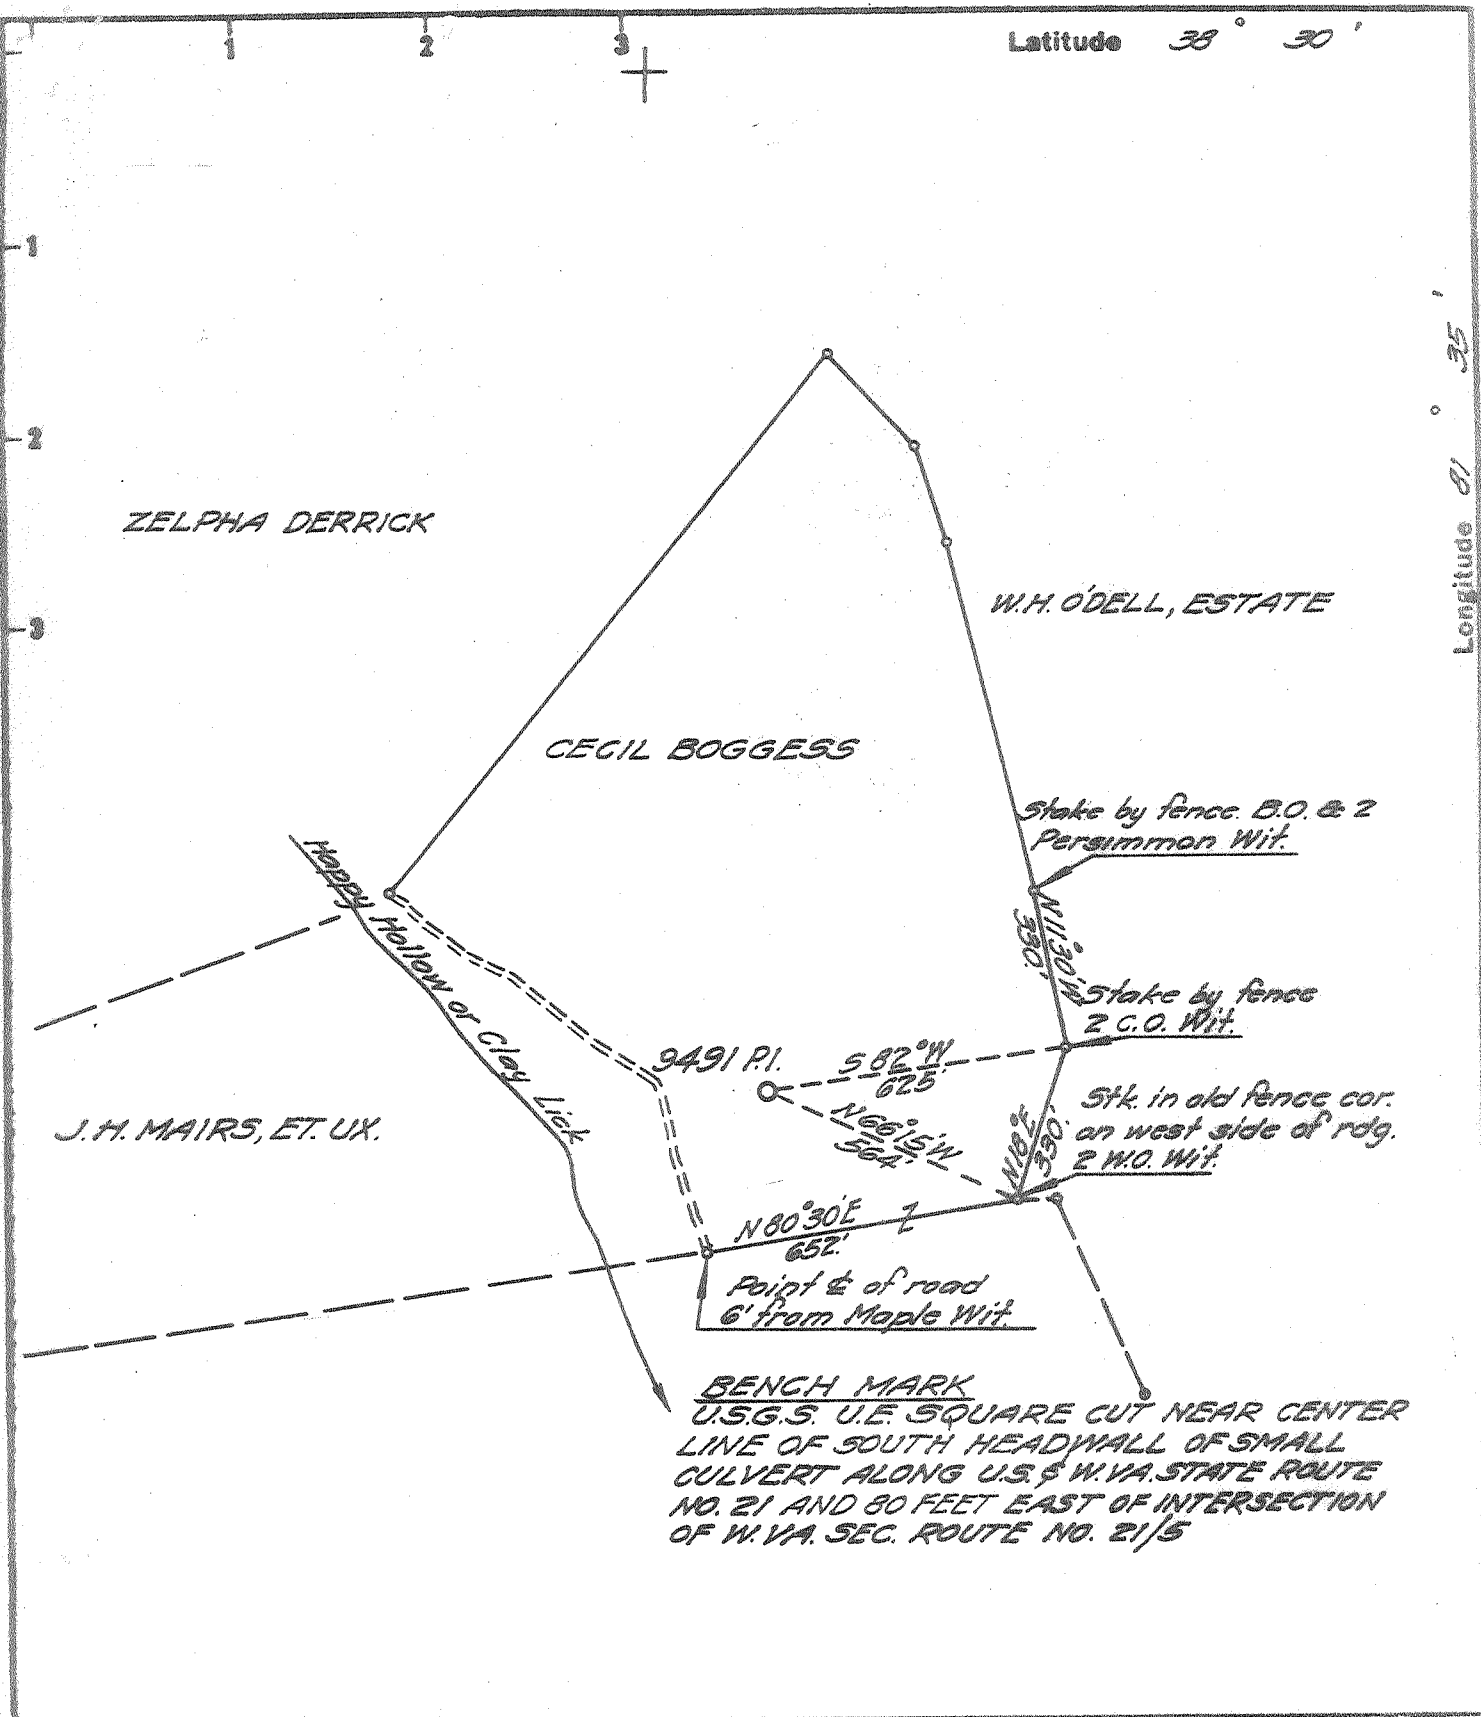 1 2 3
Latitude 38° 30'
1
2
3
Longitude 81° 35'
ZELPHA DERRICK
W.H. O'DELL, ESTATE
CECIL BOGGESS
Stake by fence. B.O. & 2
Persimmon Wit.
Happy Hollow or Clay Lick
N11°30'W
330'
Stake by fence
2 C.O. Wit.
9491 P.I.
S 82° W
625'
N66°15'W
564'
N18°E
330'
Stk. in old fence cor.
on west side of rdg.
2 W.O. Wit.
J.H. MAIRS, ET. UX.
N80°30'E
652'
Point ℄ of road
6' from Maple Wit.
BENCH MARK
U.S.G.S. U.E. SQUARE CUT NEAR CENTER
LINE OF SOUTH HEADWALL OF SMALL
CULVERT ALONG U.S. & W.VA. STATE ROUTE
NO. 21 AND 80 FEET EAST OF INTERSECTION
OF W.VA. SEC. ROUTE NO. 21/5